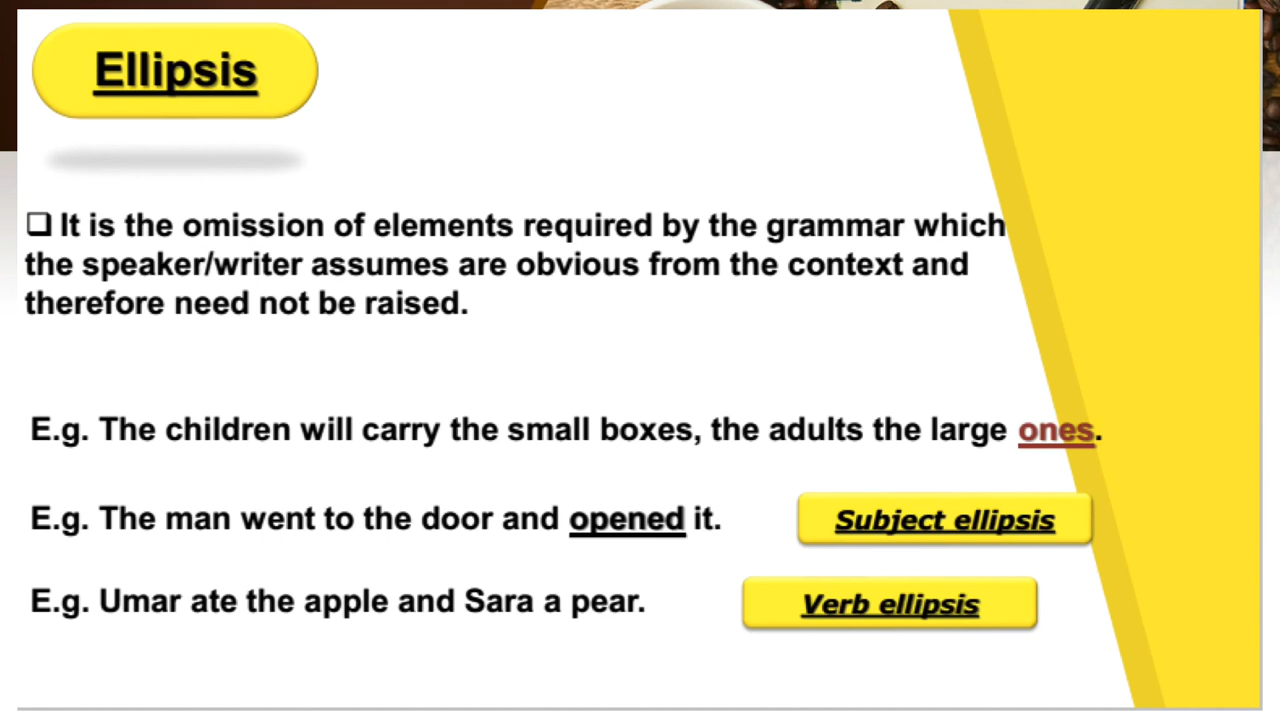 Ellipsis
❑ It is the omission of elements required by the grammar which
the speaker/writer assumes are obvious from the context and
therefore need not be raised.
E.g. The children will carry the small boxes, the adults the large ones.
E.g. The man went to the door and opened it.
Subject ellipsis
E.g. Umar ate the apple and Sara a pear.
Verb ellipsis